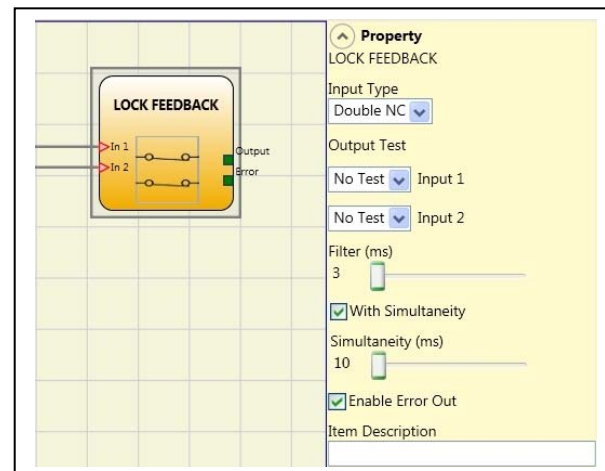 LOCK FEEDBACK
In 1
In 2
Output
Error
Property
LOCK FEEDBACK
Input Type
Double NC
Output Test
No Test Input 1
No Test Input 2
Filter (ms)
3
With Simultaneity
Simultaneity (ms)
10
Enable Error Out
Item Description